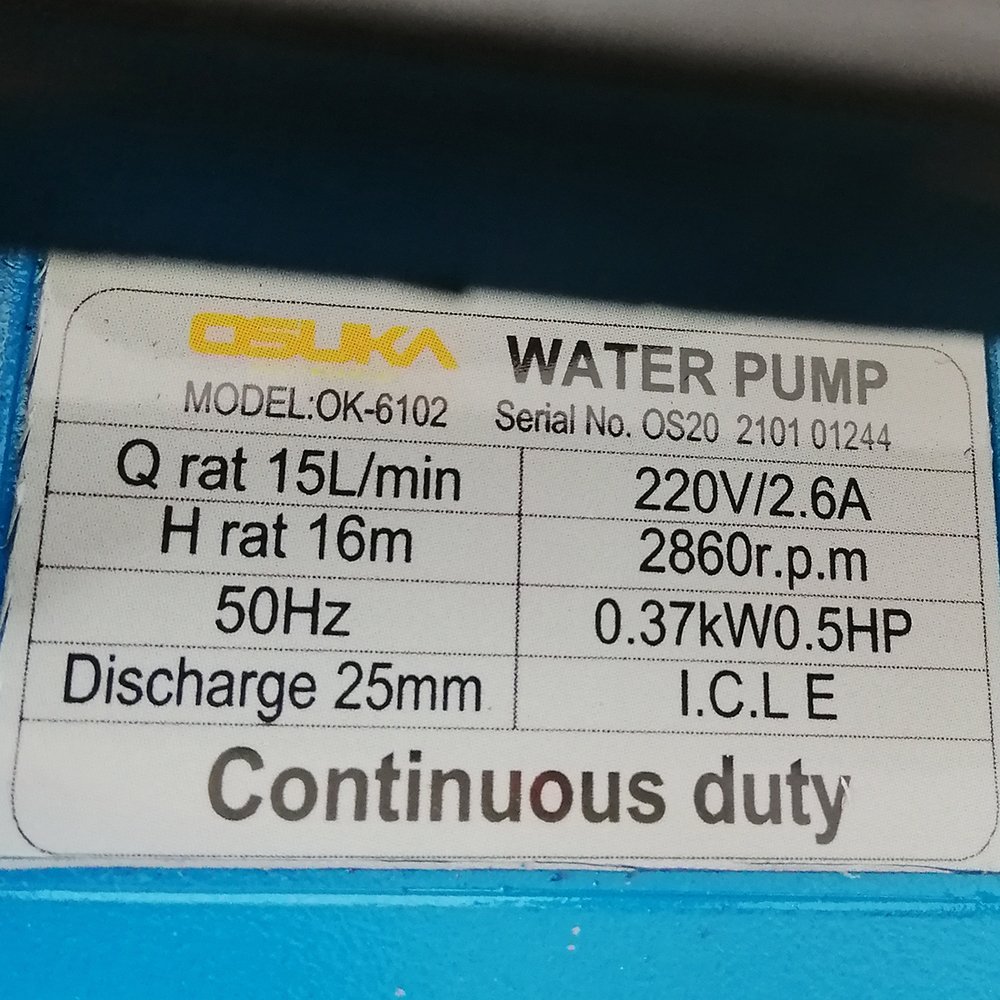 OSUKA WATER PUMP
MODEL:OK-6102 Serial No. OS20 2101 01244
Q rat 15L/min 220V/2.6A
H rat 16m 2860r.p.m
50Hz 0.37kW0.5HP
Discharge 25mm I.C.L E
Continuous duty